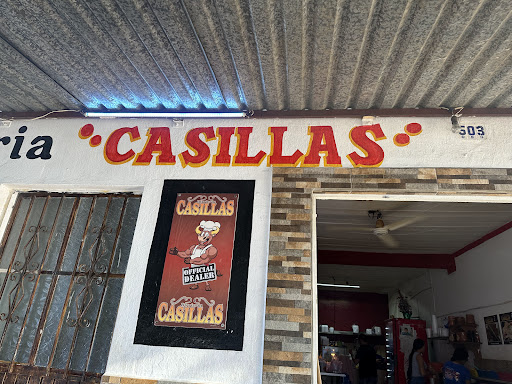 ria CASILLAS 503
CASILLAS
OFFICIAL
DEALER
CASILLAS